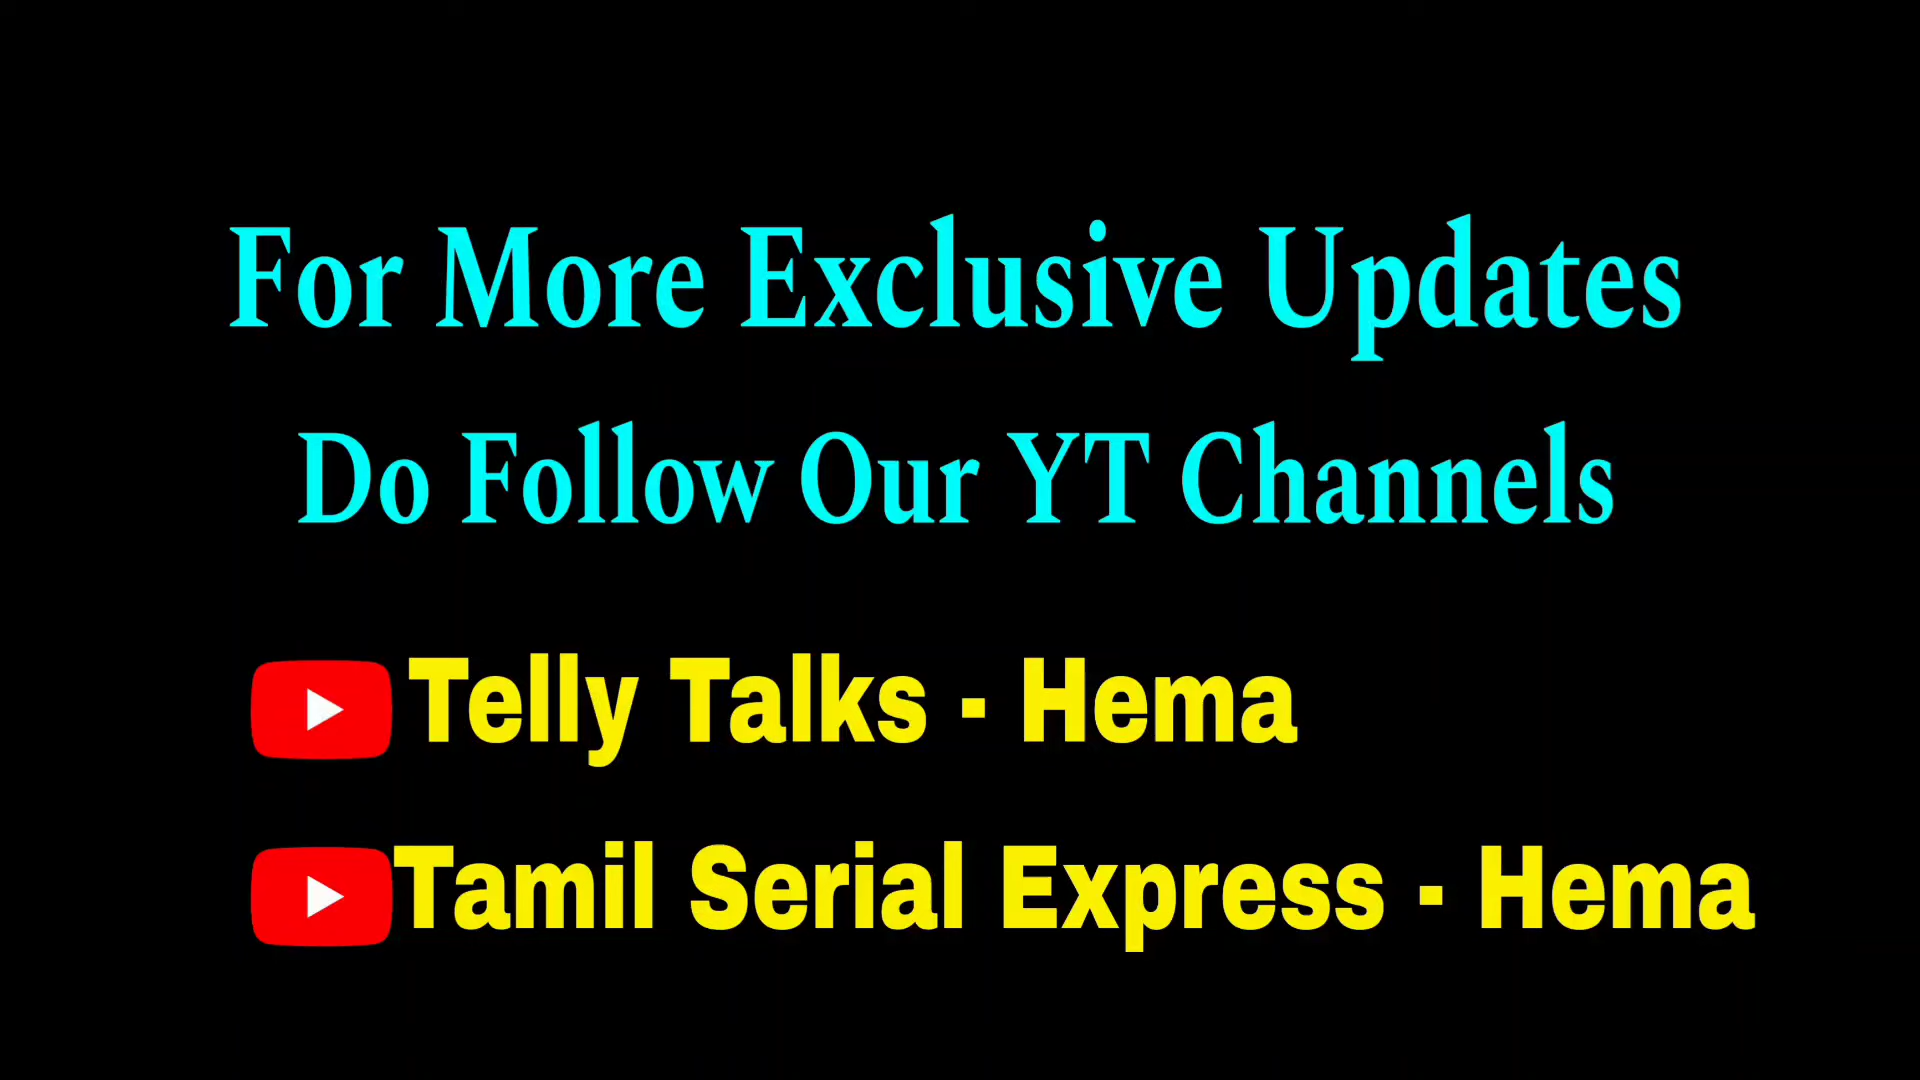 For More Exclusive Updates
Do Follow Our YT Channels
Telly Talks - Hema
Tamil Serial Express - Hema